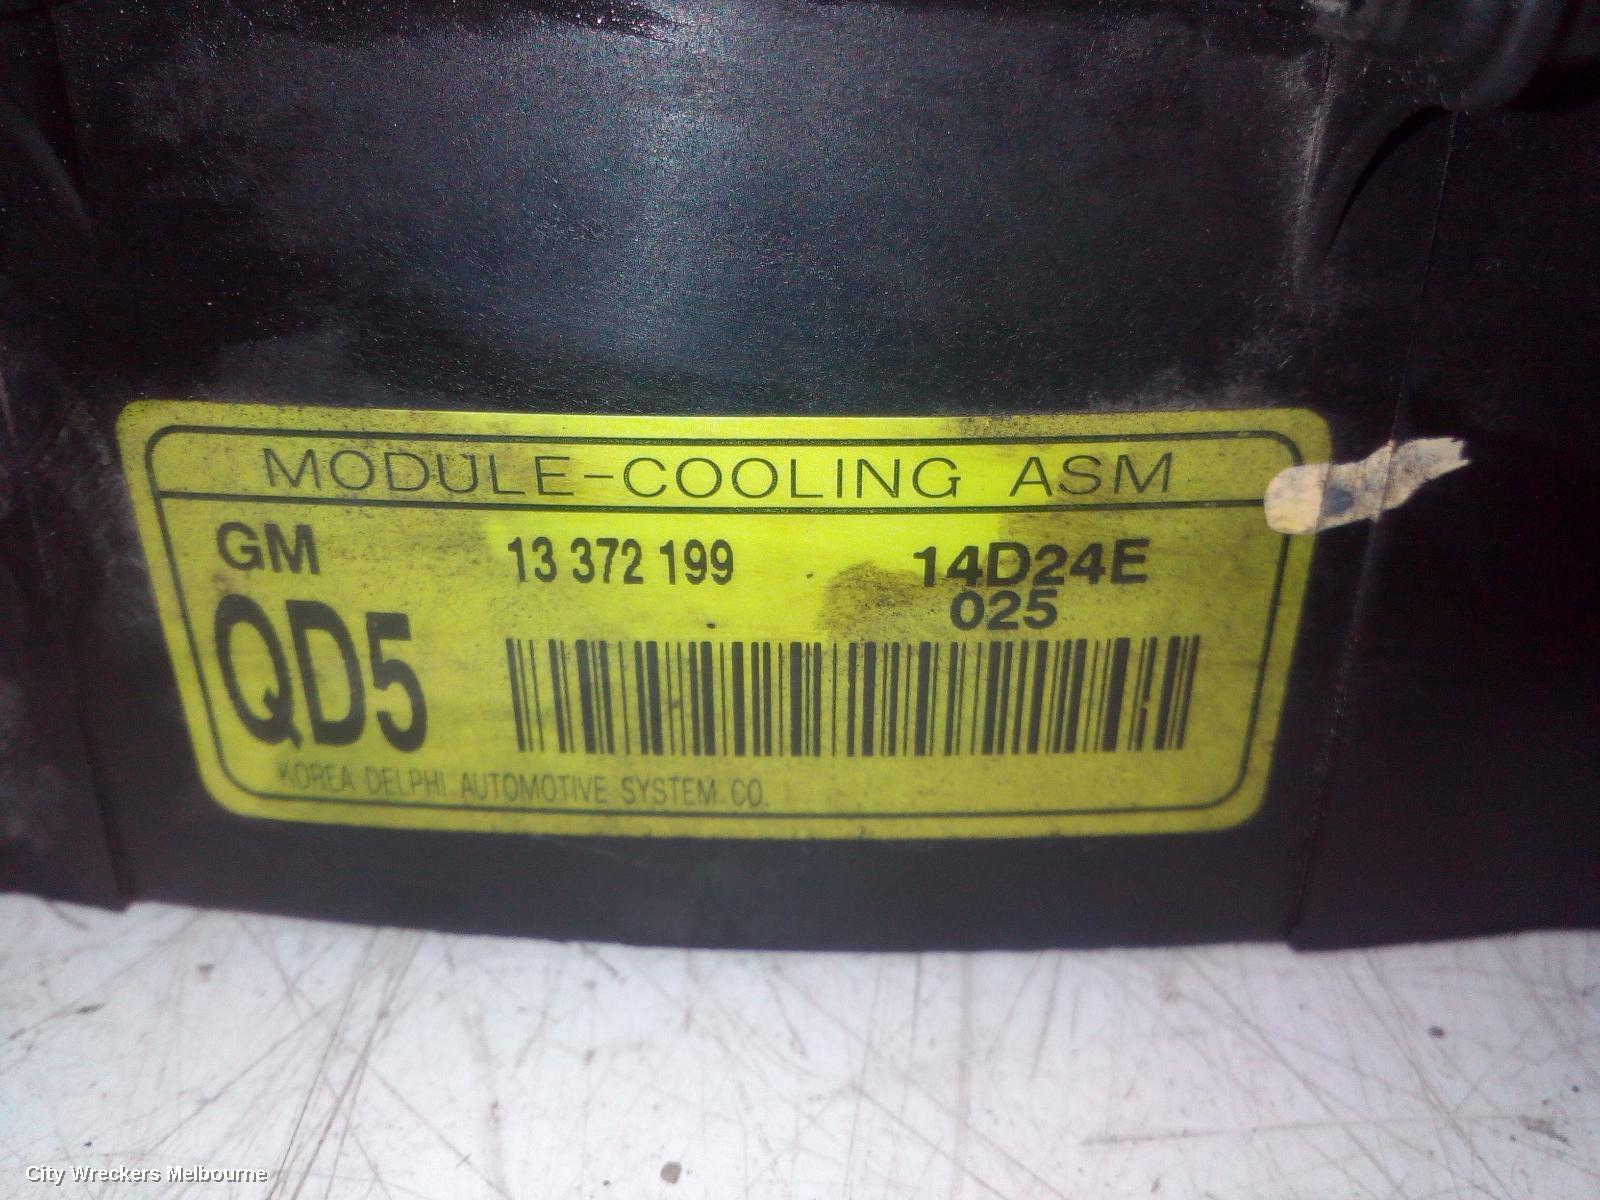 MODULE-COOLING ASM
GM 13 372 199 14D24E
025
QD5
KOREA DELPHI AUTOMOTIVE SYSTEM CO.
City Wreckers Melbourne